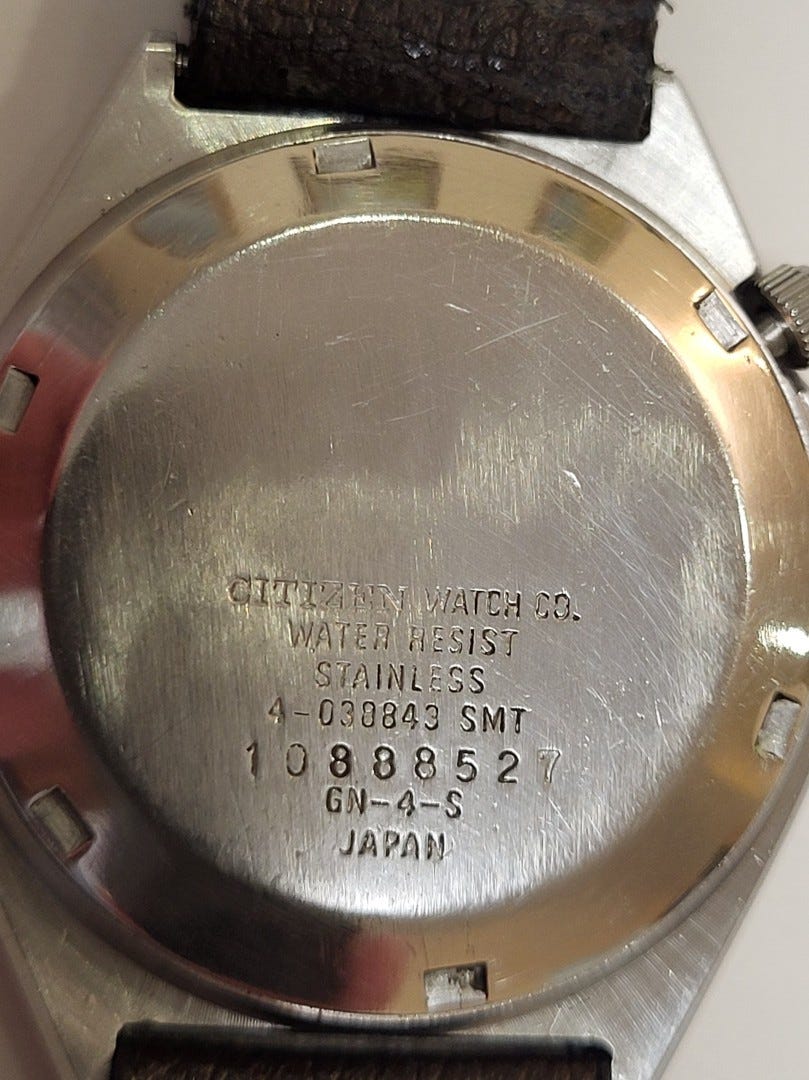 CITIZEN WATCH CO.
WATER RESIST
STAINLESS
4-038843 SMT
10888527
GN-4-S
JAPAN